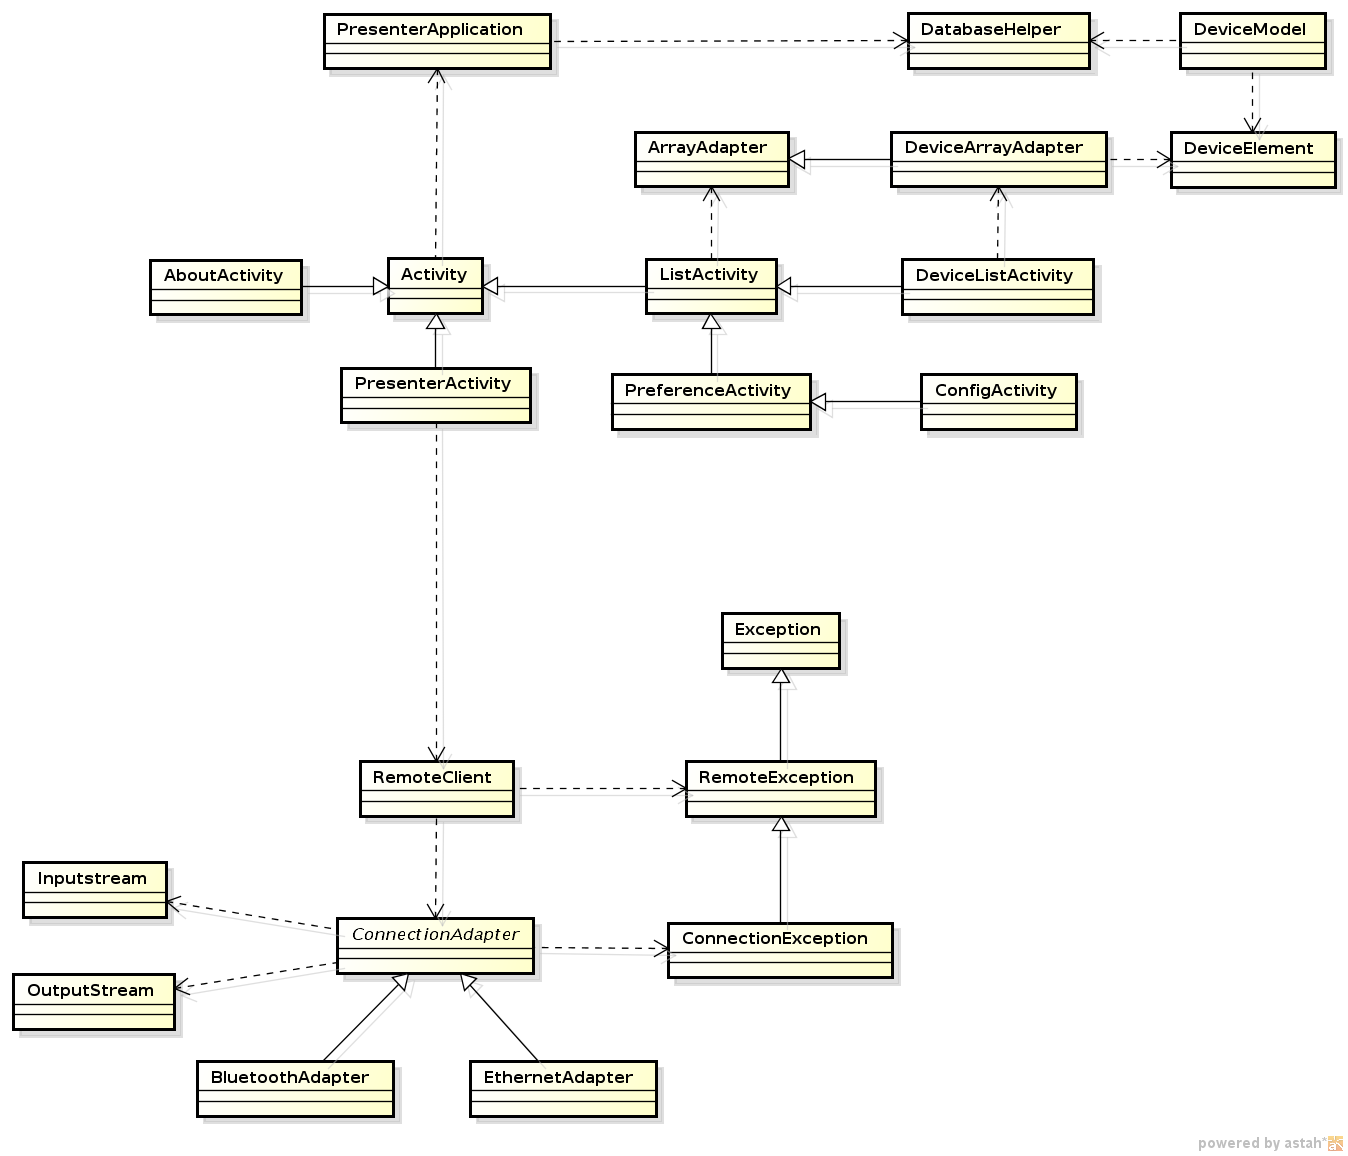 PresenterApplication
DatabaseHelper
DeviceModel
ArrayAdapter
DeviceArrayAdapter
DeviceElement
AboutActivity
Activity
ListActivity
DeviceListActivity
PresenterActivity
PreferenceActivity
ConfigActivity
Exception
RemoteClient
RemoteException
Inputstream
ConnectionAdapter
ConnectionException
OutputStream
BluetoothAdapter
EthernetAdapter
powered by astah*